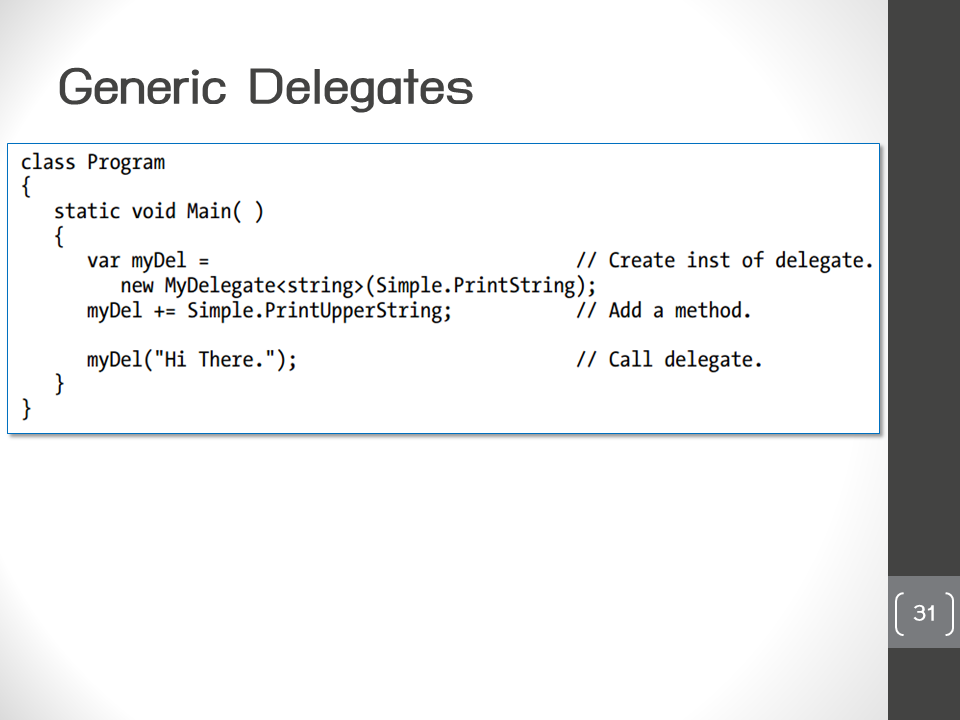 Generic Delegates
class Program
{
   static void Main( )
   {
      var myDel =                                 // Create inst of delegate.
         new MyDelegate<string>(Simple.PrintString);
      myDel += Simple.PrintUpperString;           // Add a method.
      myDel("Hi There.");                         // Call delegate.
   }
}
31